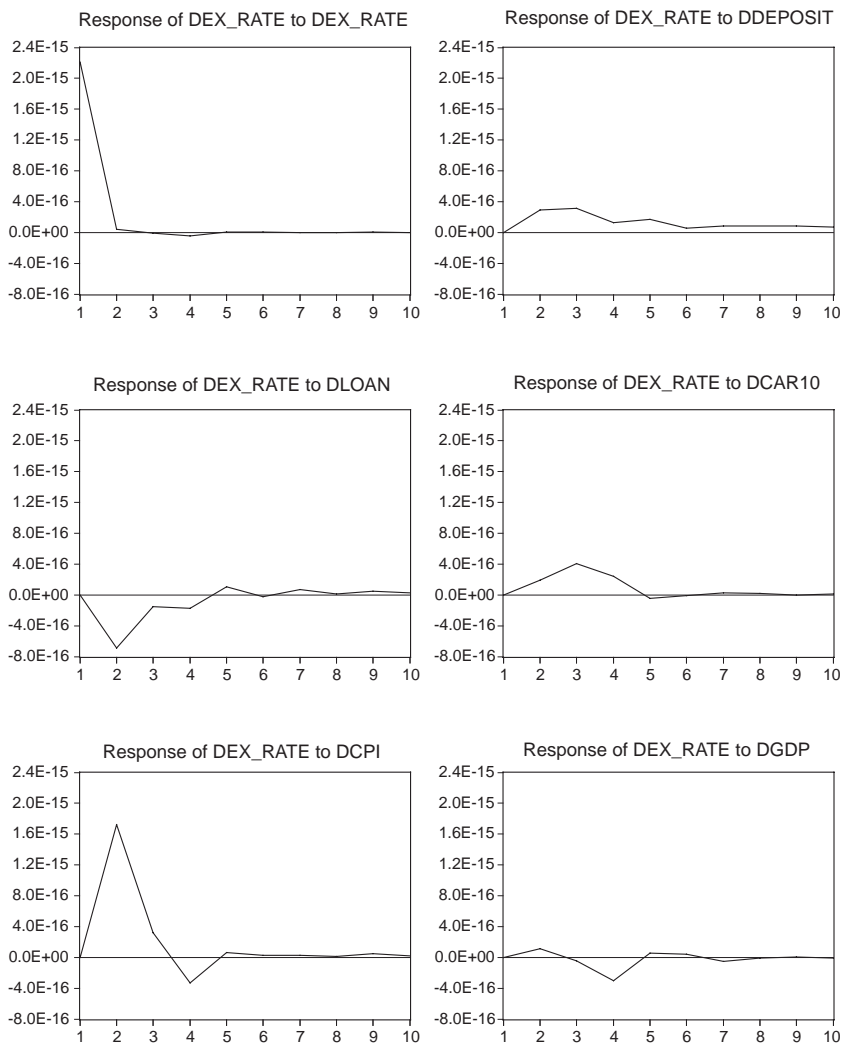 Response of DEX_RATE to DEX_RATE
2.4E-15
2.0E-15
1.6E-15
1.2E-15
8.0E-16
4.0E-16
0.0E+00
-4.0E-16
-8.0E-16
1 2 3 4 5 6 7 8 9 10
Response of DEX_RATE to DDEPOSIT
2.4E-15
2.0E-15
1.6E-15
1.2E-15
8.0E-16
4.0E-16
0.0E+00
-4.0E-16
-8.0E-16
1 2 3 4 5 6 7 8 9 10
Response of DEX_RATE to DLOAN
2.4E-15
2.0E-15
1.6E-15
1.2E-15
8.0E-16
4.0E-16
0.0E+00
-4.0E-16
-8.0E-16
1 2 3 4 5 6 7 8 9 10
Response of DEX_RATE to DCAR10
2.4E-15
2.0E-15
1.6E-15
1.2E-15
8.0E-16
4.0E-16
0.0E+00
-4.0E-16
-8.0E-16
1 2 3 4 5 6 7 8 9 10
Response of DEX_RATE to DCPI
2.4E-15
2.0E-15
1.6E-15
1.2E-15
8.0E-16
4.0E-16
0.0E+00
-4.0E-16
-8.0E-16
1 2 3 4 5 6 7 8 9 10
Response of DEX_RATE to DGDP
2.4E-15
2.0E-15
1.6E-15
1.2E-15
8.0E-16
4.0E-16
0.0E+00
-4.0E-16
-8.0E-16
1 2 3 4 5 6 7 8 9 10